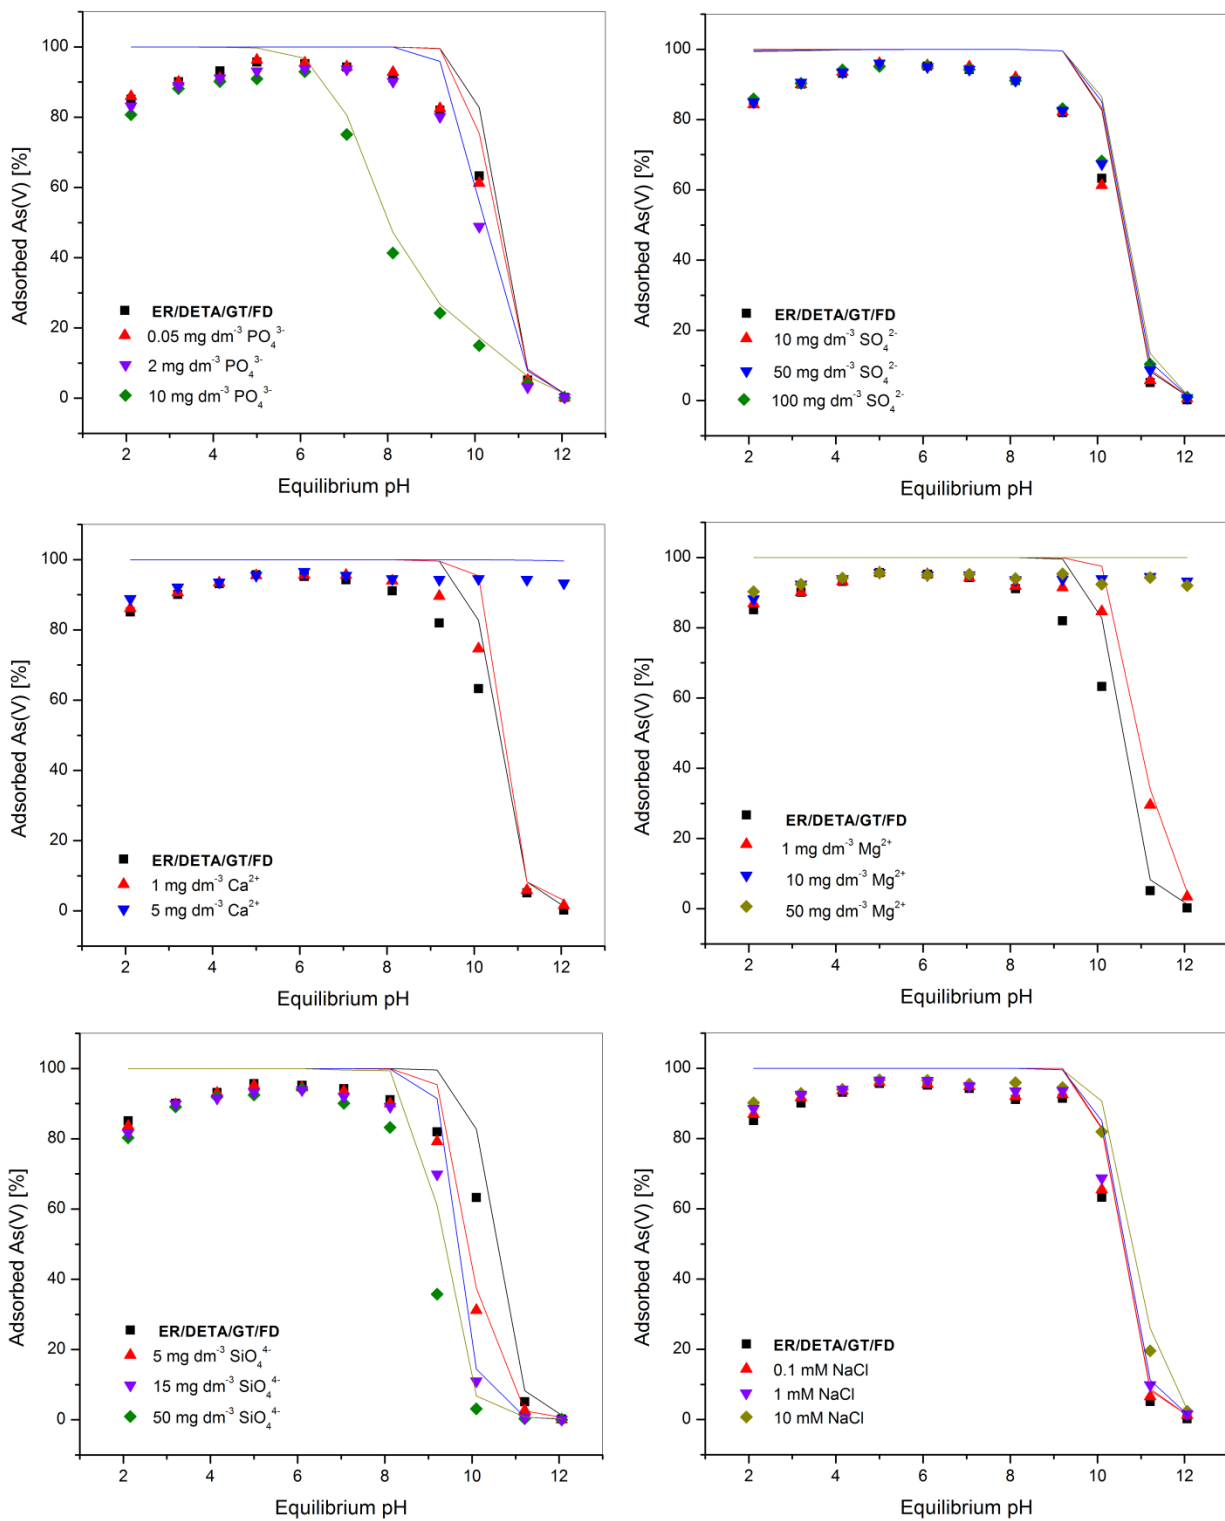 100
80
60
40
20
0
Adsorbed As(V) [%]
ER/DETA/GT/FD
0.05 mg dm⁻³ PO₄³⁻
2 mg dm⁻³ PO₄³⁻
10 mg dm⁻³ PO₄³⁻
2 4 6 8 10 12
Equilibrium pH
100
80
60
40
20
0
Adsorbed As(V) [%]
ER/DETA/GT/FD
10 mg dm⁻³ SO₄²⁻
50 mg dm⁻³ SO₄²⁻
100 mg dm⁻³ SO₄²⁻
2 4 6 8 10 12
Equilibrium pH
100
80
60
40
20
0
Adsorbed As(V) [%]
ER/DETA/GT/FD
1 mg dm⁻³ Ca²⁺
5 mg dm⁻³ Ca²⁺
2 4 6 8 10 12
Equilibrium pH
100
80
60
40
20
0
Adsorbed As(V) [%]
ER/DETA/GT/FD
1 mg dm⁻³ Mg²⁺
10 mg dm⁻³ Mg²⁺
50 mg dm⁻³ Mg²⁺
2 4 6 8 10 12
Equilibrium pH
100
80
60
40
20
0
Adsorbed As(V) [%]
ER/DETA/GT/FD
5 mg dm⁻³ SiO₄⁴⁻
15 mg dm⁻³ SiO₄⁴⁻
50 mg dm⁻³ SiO₄⁴⁻
2 4 6 8 10 12
Equilibrium pH
100
80
60
40
20
0
Adsorbed As(V) [%]
ER/DETA/GT/FD
0.1 mM NaCl
1 mM NaCl
10 mM NaCl
2 4 6 8 10 12
Equilibrium pH